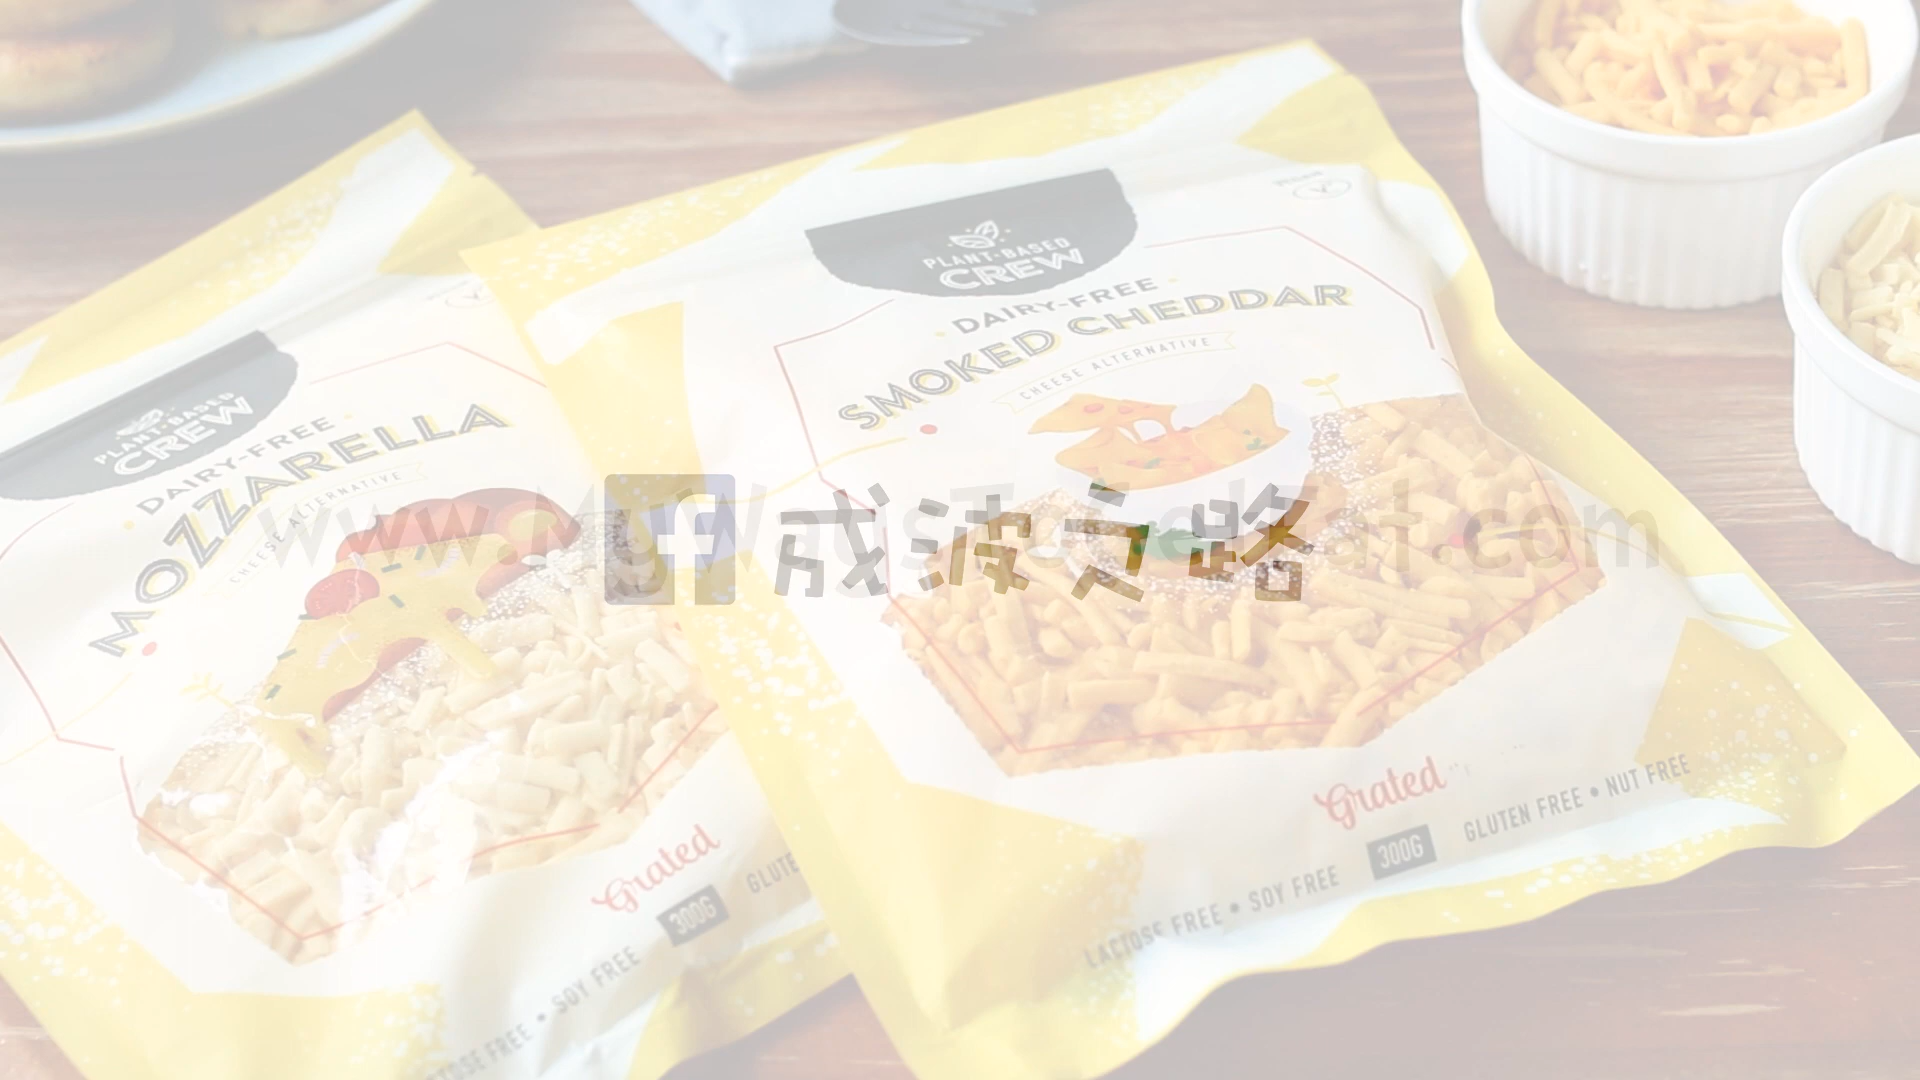 PLANT-BASED
CREW
DAIRY-FREE
MOZZARELLA
CHEESE ALTERNATIVE
Grated
300G
SOY FREE
PLANT-BASED
CREW
DAIRY-FREE
SMOKED CHEDDAR
CHEESE ALTERNATIVE
Grated
LACTOSE FREE • SOY FREE
300G
GLUTEN FREE • NUT FREE
f 成波之路